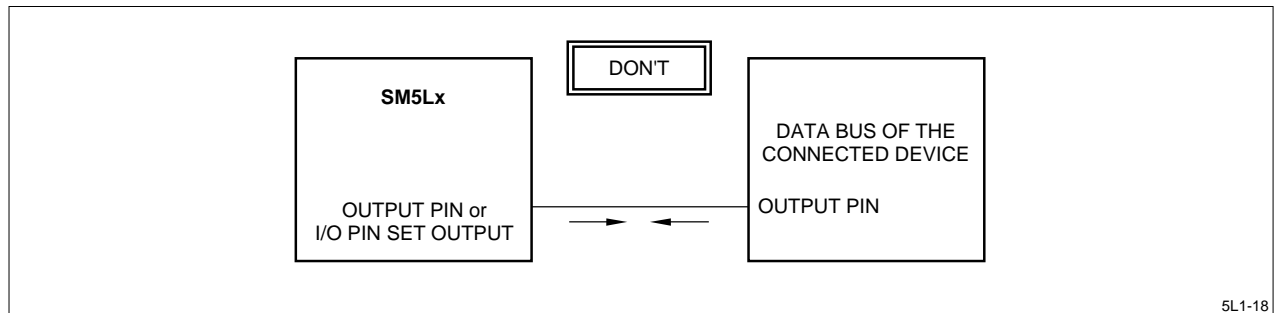 DON'T
SM5Lx
OUTPUT PIN or
I/O PIN SET OUTPUT
DATA BUS OF THE
CONNECTED DEVICE
OUTPUT PIN
5L1-18